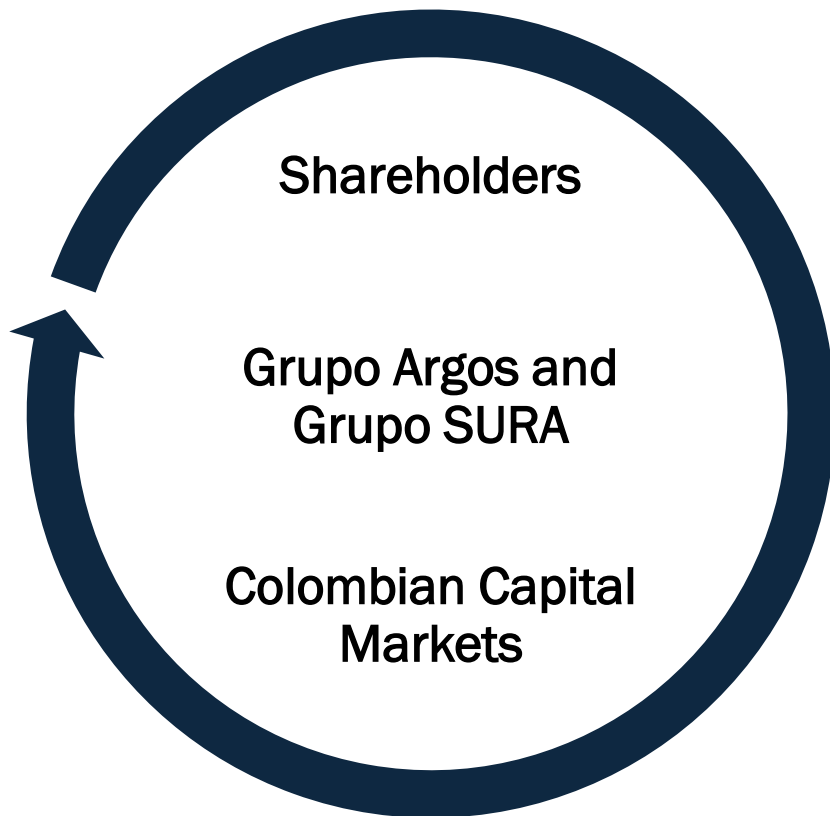 Shareholders
Grupo Argos and
Grupo SURA
Colombian Capital
Markets